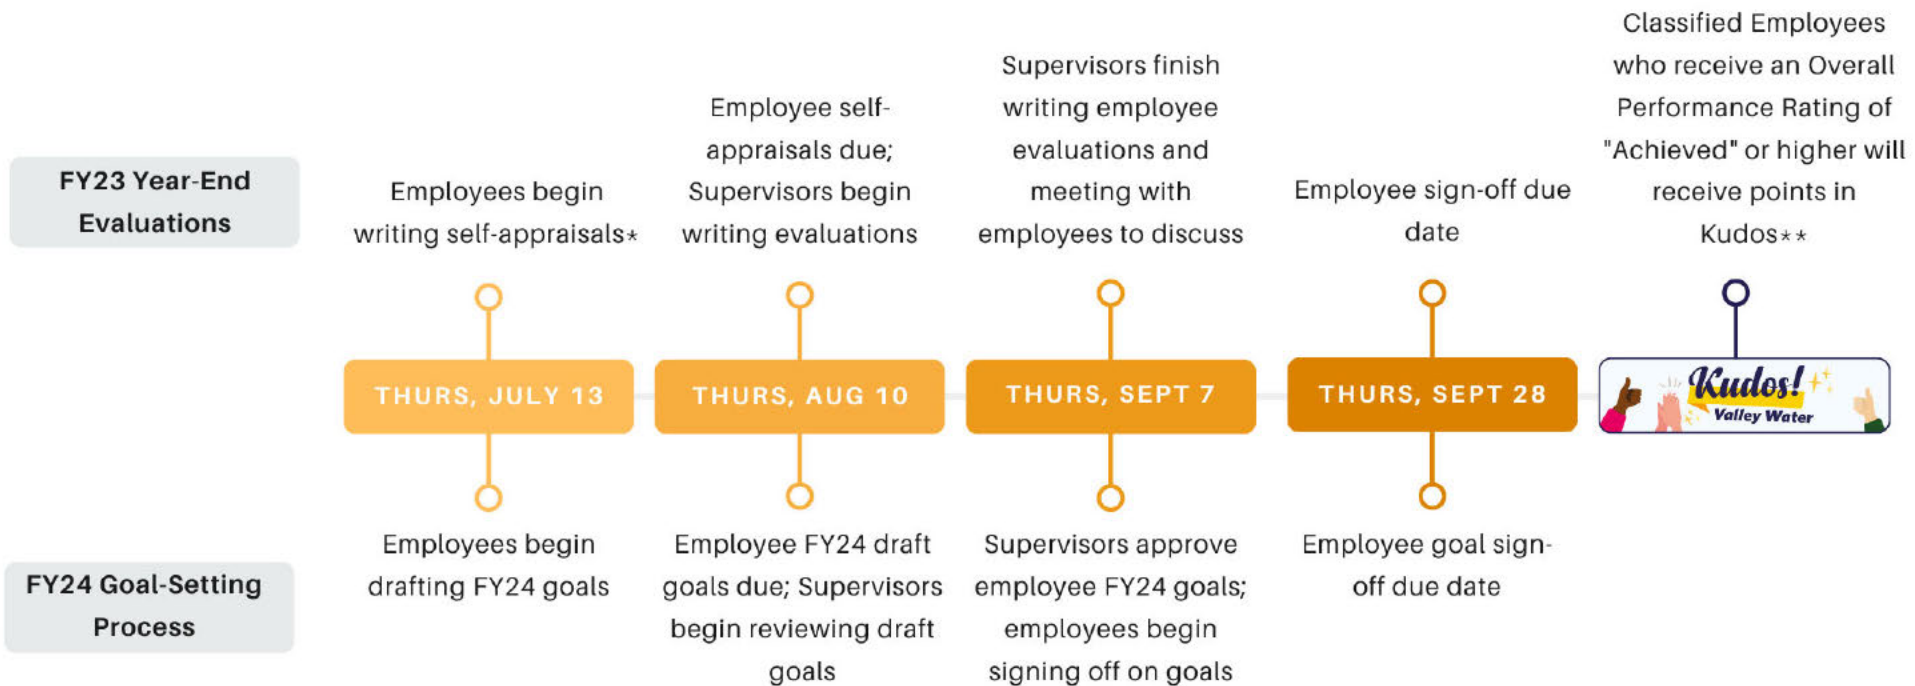 FY23 Year-End
Evaluations
Employees begin
writing self-appraisals*
Employee self-
appraisals due;
Supervisors begin
writing evaluations
Supervisors finish
writing employee
evaluations and
meeting with
employees to discuss
Employee sign-off due
date
Classified Employees
who receive an Overall
Performance Rating of
"Achieved" or higher will
receive points in
Kudos**
THURS, JULY 13
THURS, AUG 10
THURS, SEPT 7
THURS, SEPT 28
Kudos!
Valley Water
FY24 Goal-Setting
Process
Employees begin
drafting FY24 goals
Employee FY24 draft
goals due; Supervisors
begin reviewing draft
goals
Supervisors approve
employee FY24 goals;
employees begin
signing off on goals
Employee goal sign-
off due date